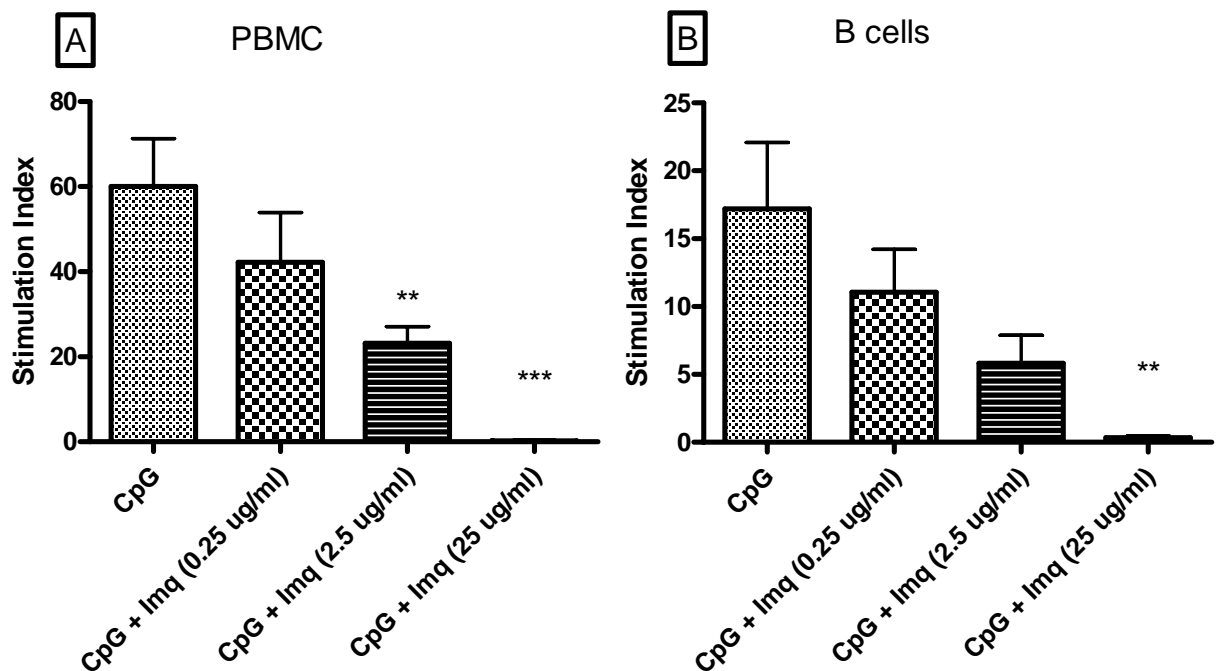 A
PBMC
Stimulation Index
80
60
40
20
0
**
***
CpG
CpG + Imq (0.25 ug/ml)
CpG + Imq (2.5 ug/ml)
CpG + Imq (25 ug/ml)
B
B cells
Stimulation Index
25
20
15
10
5
0
**
CpG
CpG + Imq (0.25 ug/ml)
CpG + Imq (2.5 ug/ml)
CpG + Imq (25 ug/ml)